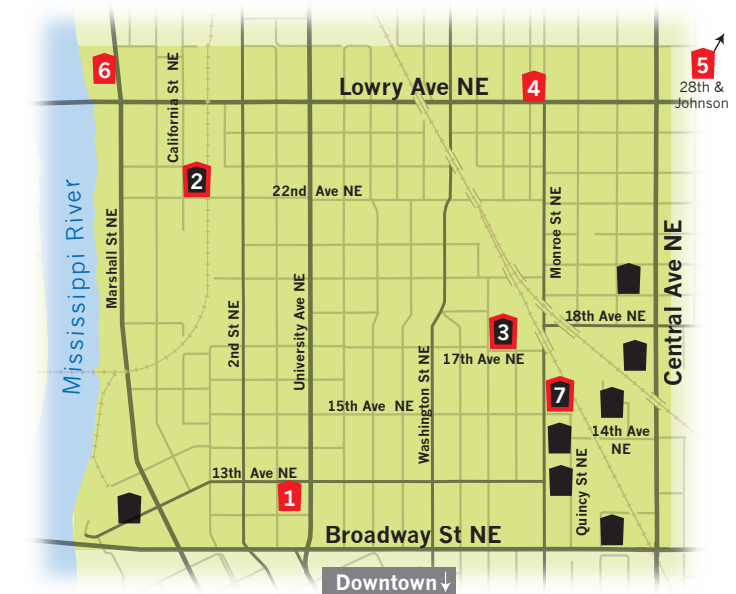 6
California St NE
Lowry Ave NE
4
5
28th &
Johnson
2
22nd Ave NE
Mississippi River
Marshall St NE
2nd St NE
University Ave NE
Washington St NE
Monroe St NE
Central Ave NE
18th Ave NE
3
17th Ave NE
7
15th Ave NE
14th Ave
NE
Quincy St NE
13th Ave NE
1
Broadway St NE
Downtown↓